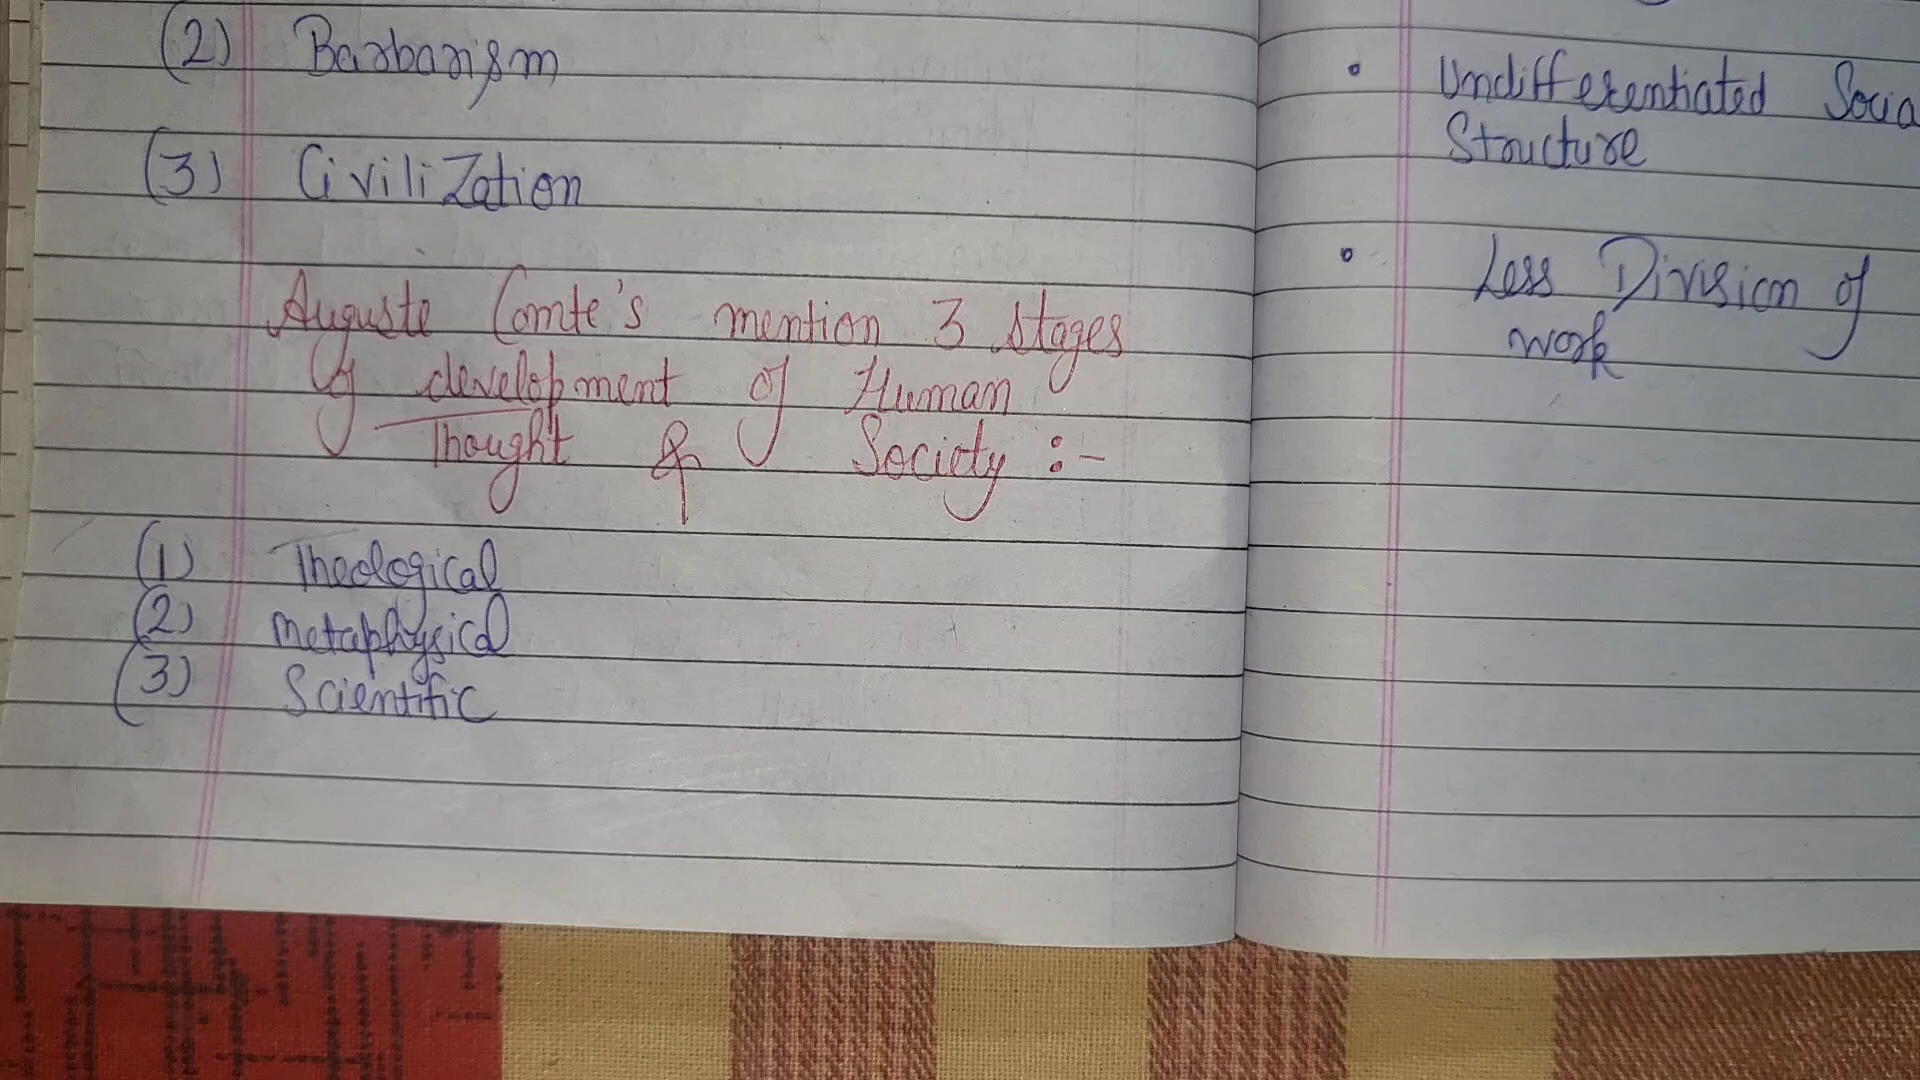 (2) Barbarism
(3) Civilization
Auguste Comte's mention 3 stages
of development of Human
Thought & Society :-
(1) Theological
(2) Metaphysical
(3) Scientific
• Undifferentiated Socia
Structure
• Less Division of
work